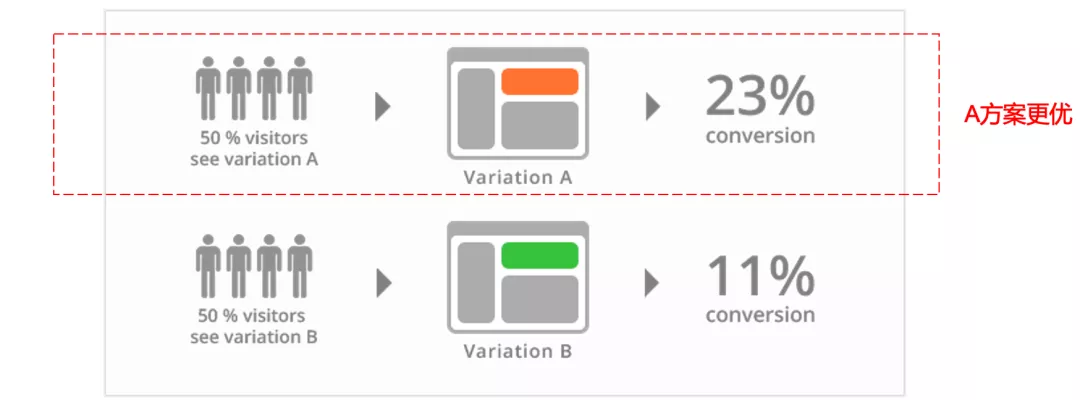 50 % visitors
see variation A
Variation A
23%
conversion
A方案更优
50 % visitors
see variation B
Variation B
11%
conversion